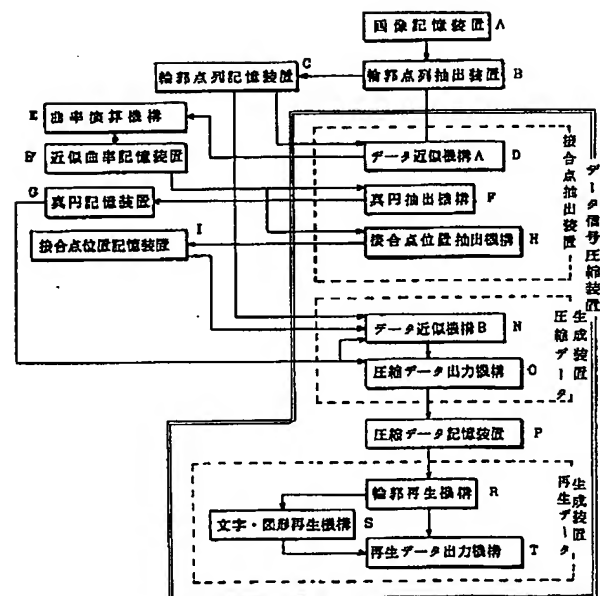 画像記憶装置 A
輪郭点列記憶装置 C
輪郭点列抽出装置 B
E 曲率演算機構
データ近似機構A D
E' 近似曲率記憶装置
G 真円記憶装置
真円抽出機構 F
I
接合点位置記憶装置
接合点位置抽出機構 H
接合点抽出装置
データ信号圧縮装置
データ近似機構B N
圧縮データ出力機構 O
圧縮データ
生成装置
圧縮データ記憶装置 P
輪郭再生機構 R
文字・図形再生機構 S
再生データ出力機構 T
再生データ
生成装置